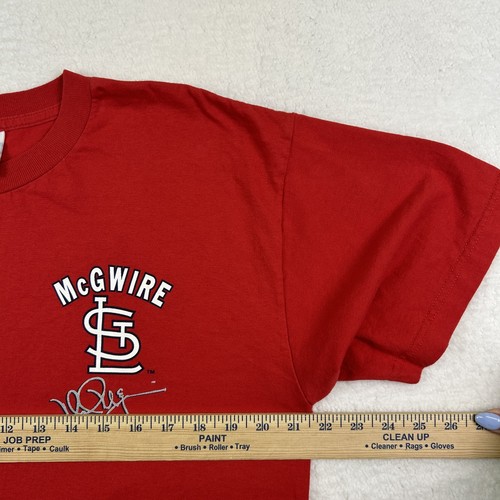 McGWIRE
STL
TM
12 13 14 15 16 17 18 19 20 21 22 23 24 25 26
JOB PREP PAINT CLEAN UP
• Tape • Caulk • Brush • Roller • Tray • Cleaner • Rags • Gloves